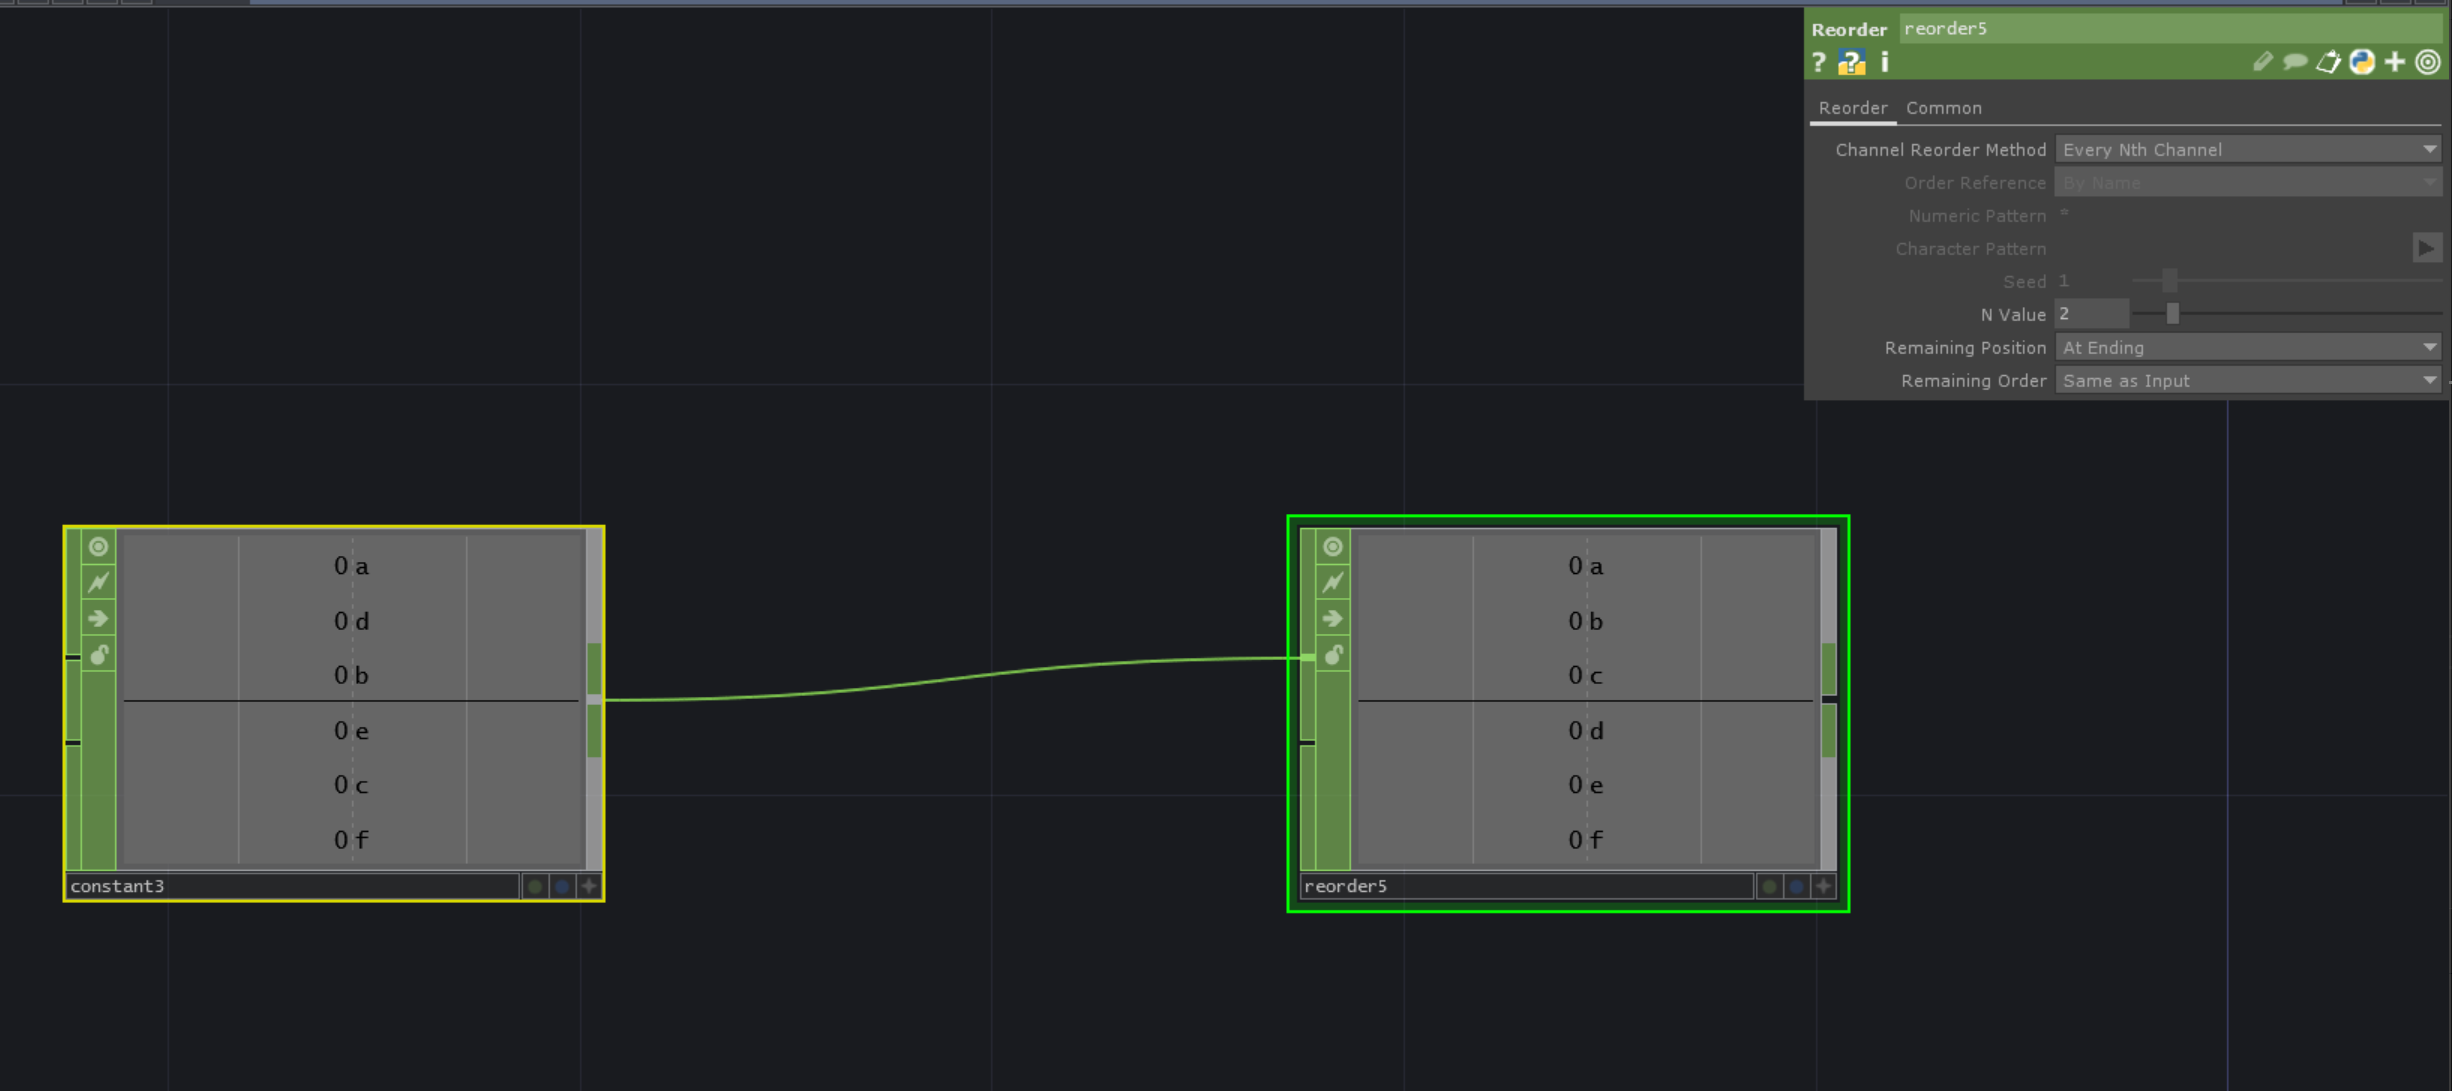 Reorder reorder5
? ? i
Reorder Common
Channel Reorder Method Every Nth Channel
Order Reference By Name
Numeric Pattern *
Character Pattern
Seed 1
N Value 2
Remaining Position At Ending
Remaining Order Same as Input
0 a
0 d
0 b
0 e
0 c
0 f
constant3
0 a
0 b
0 c
0 d
0 e
0 f
reorder5